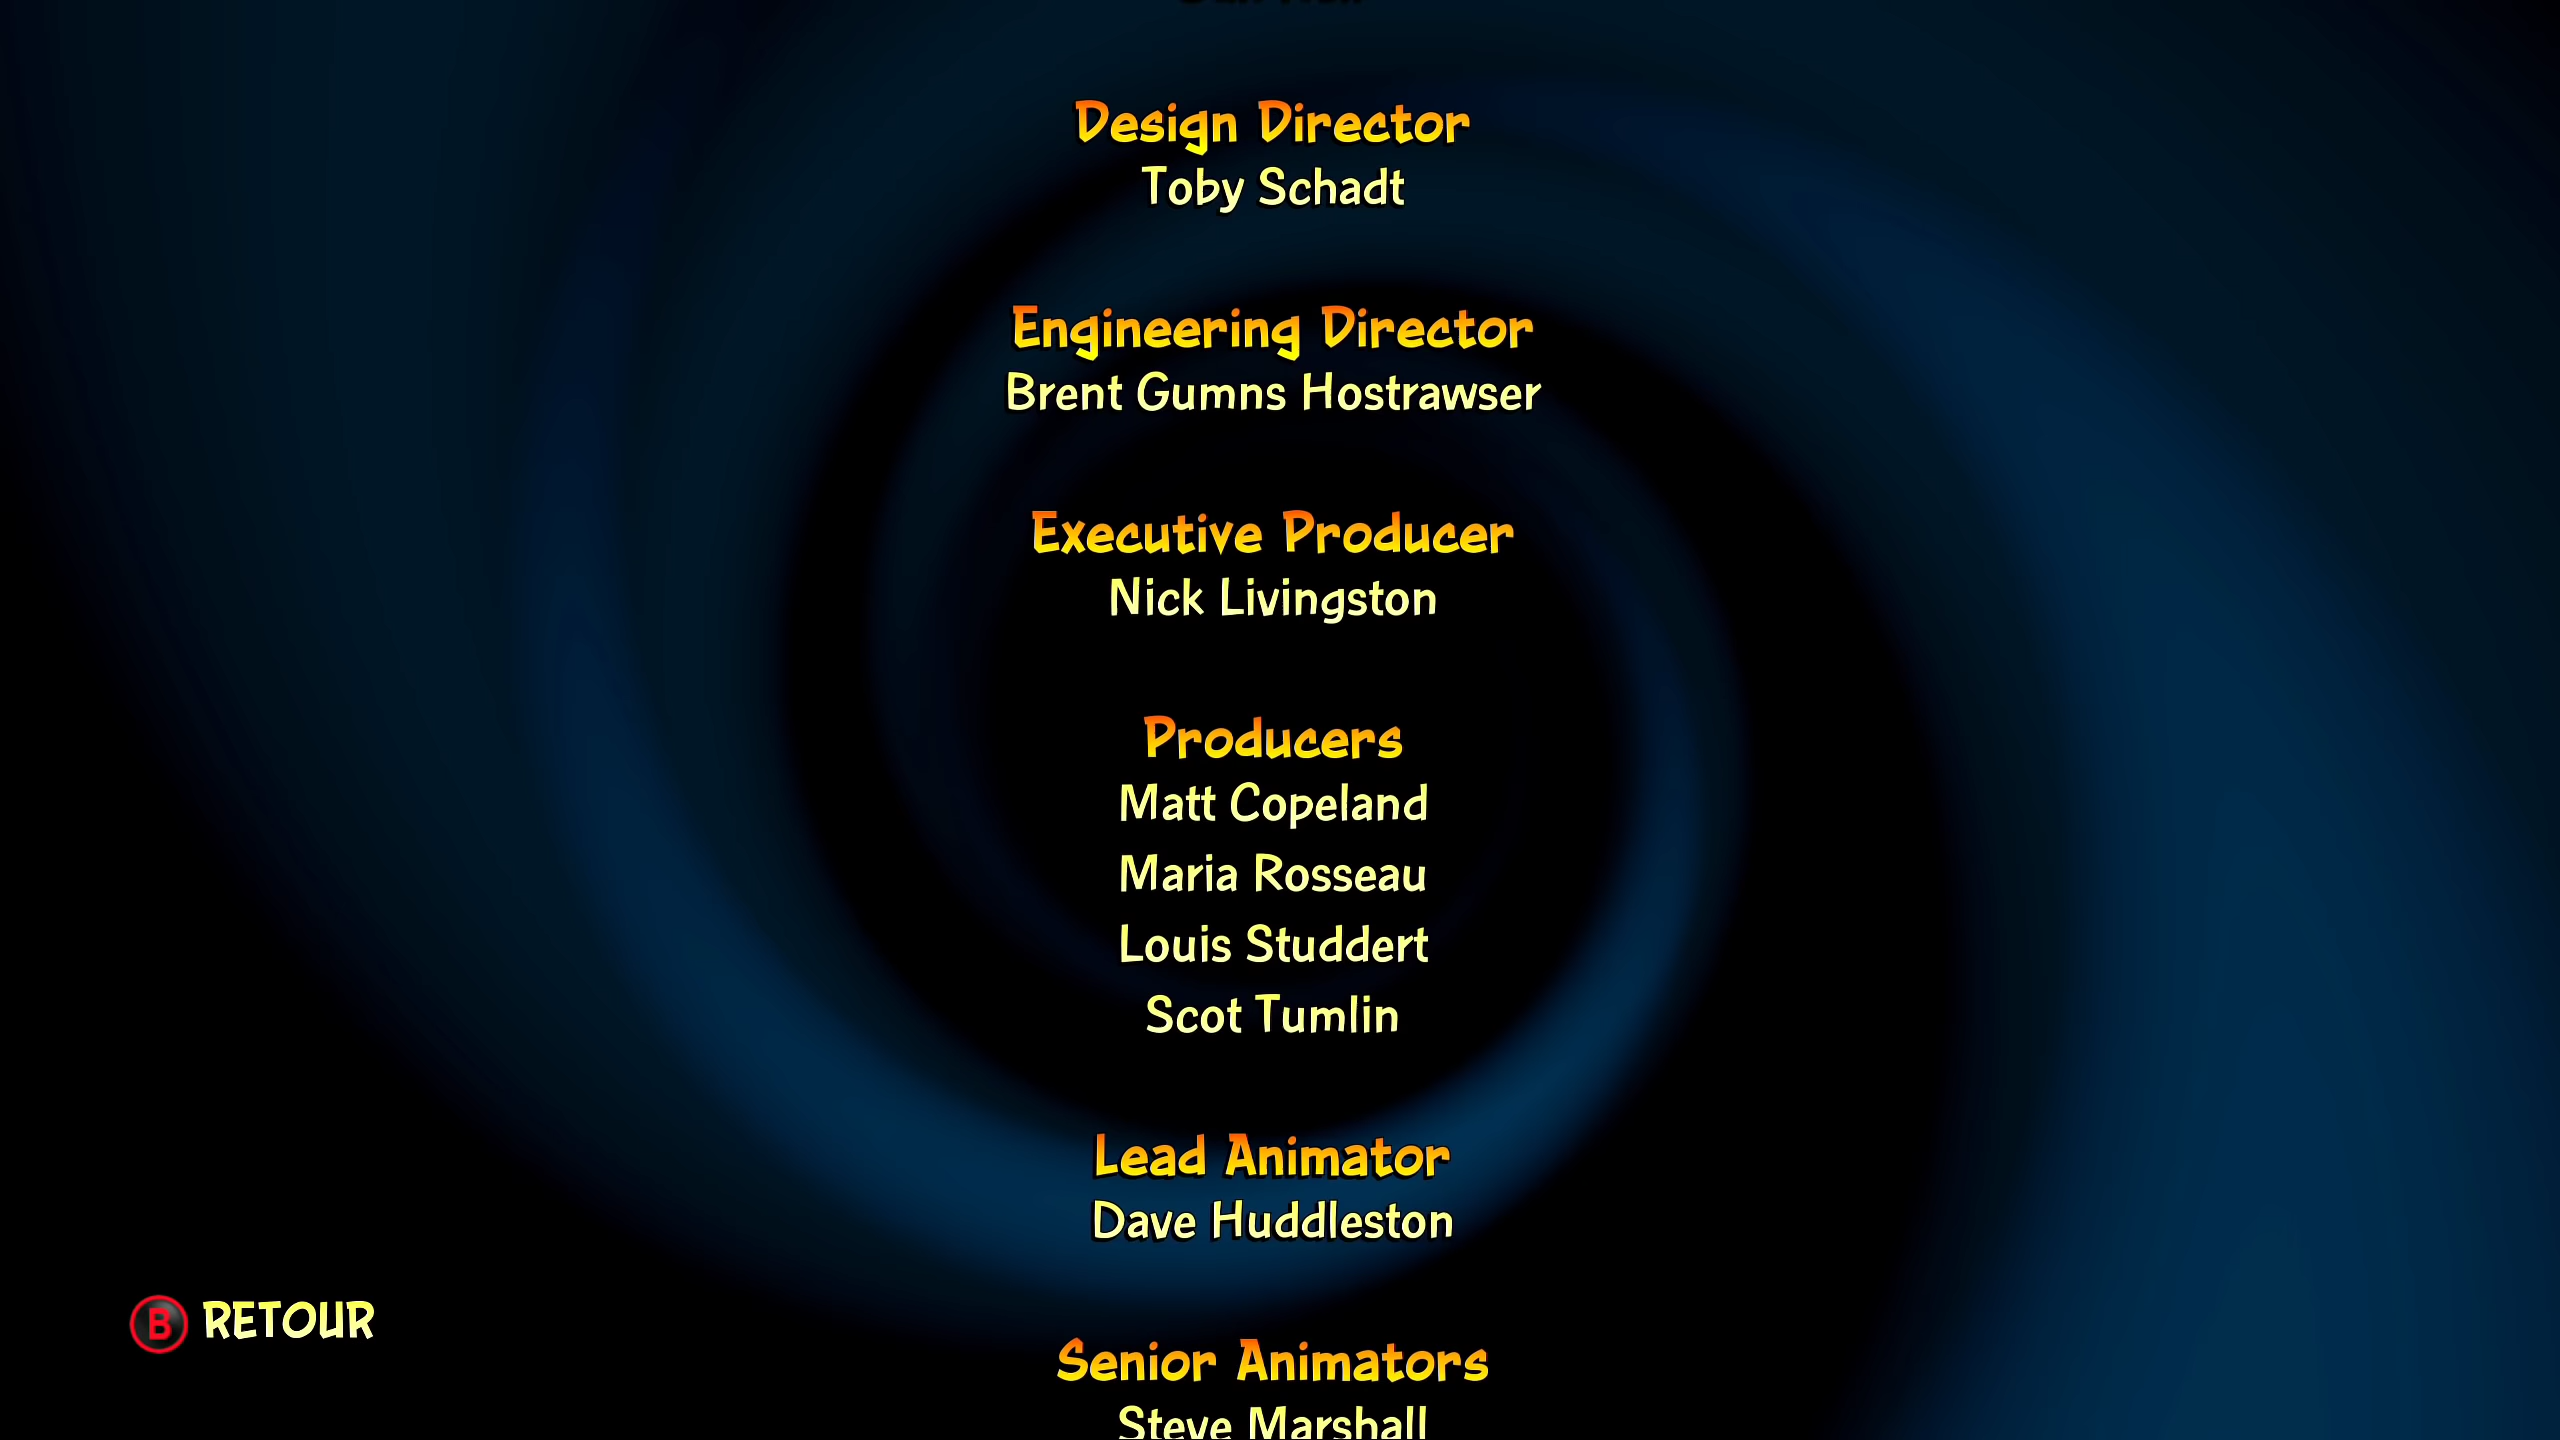 Design Director
Toby Schadt
Engineering Director
Brent Gumns Hostrawser
Executive Producer
Nick Livingston
Producers
Matt Copeland
Maria Rosseau
Louis Studdert
Scot Tumlin
Lead Animator
Dave Huddleston
B RETOUR
Senior Animators
Steve Marshall